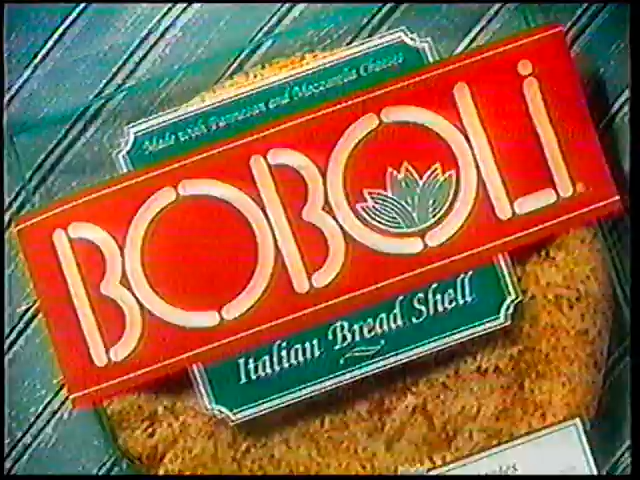 Made with Parmesan and Mozzarella Cheeses
BOBOLI
Italian Bread Shell